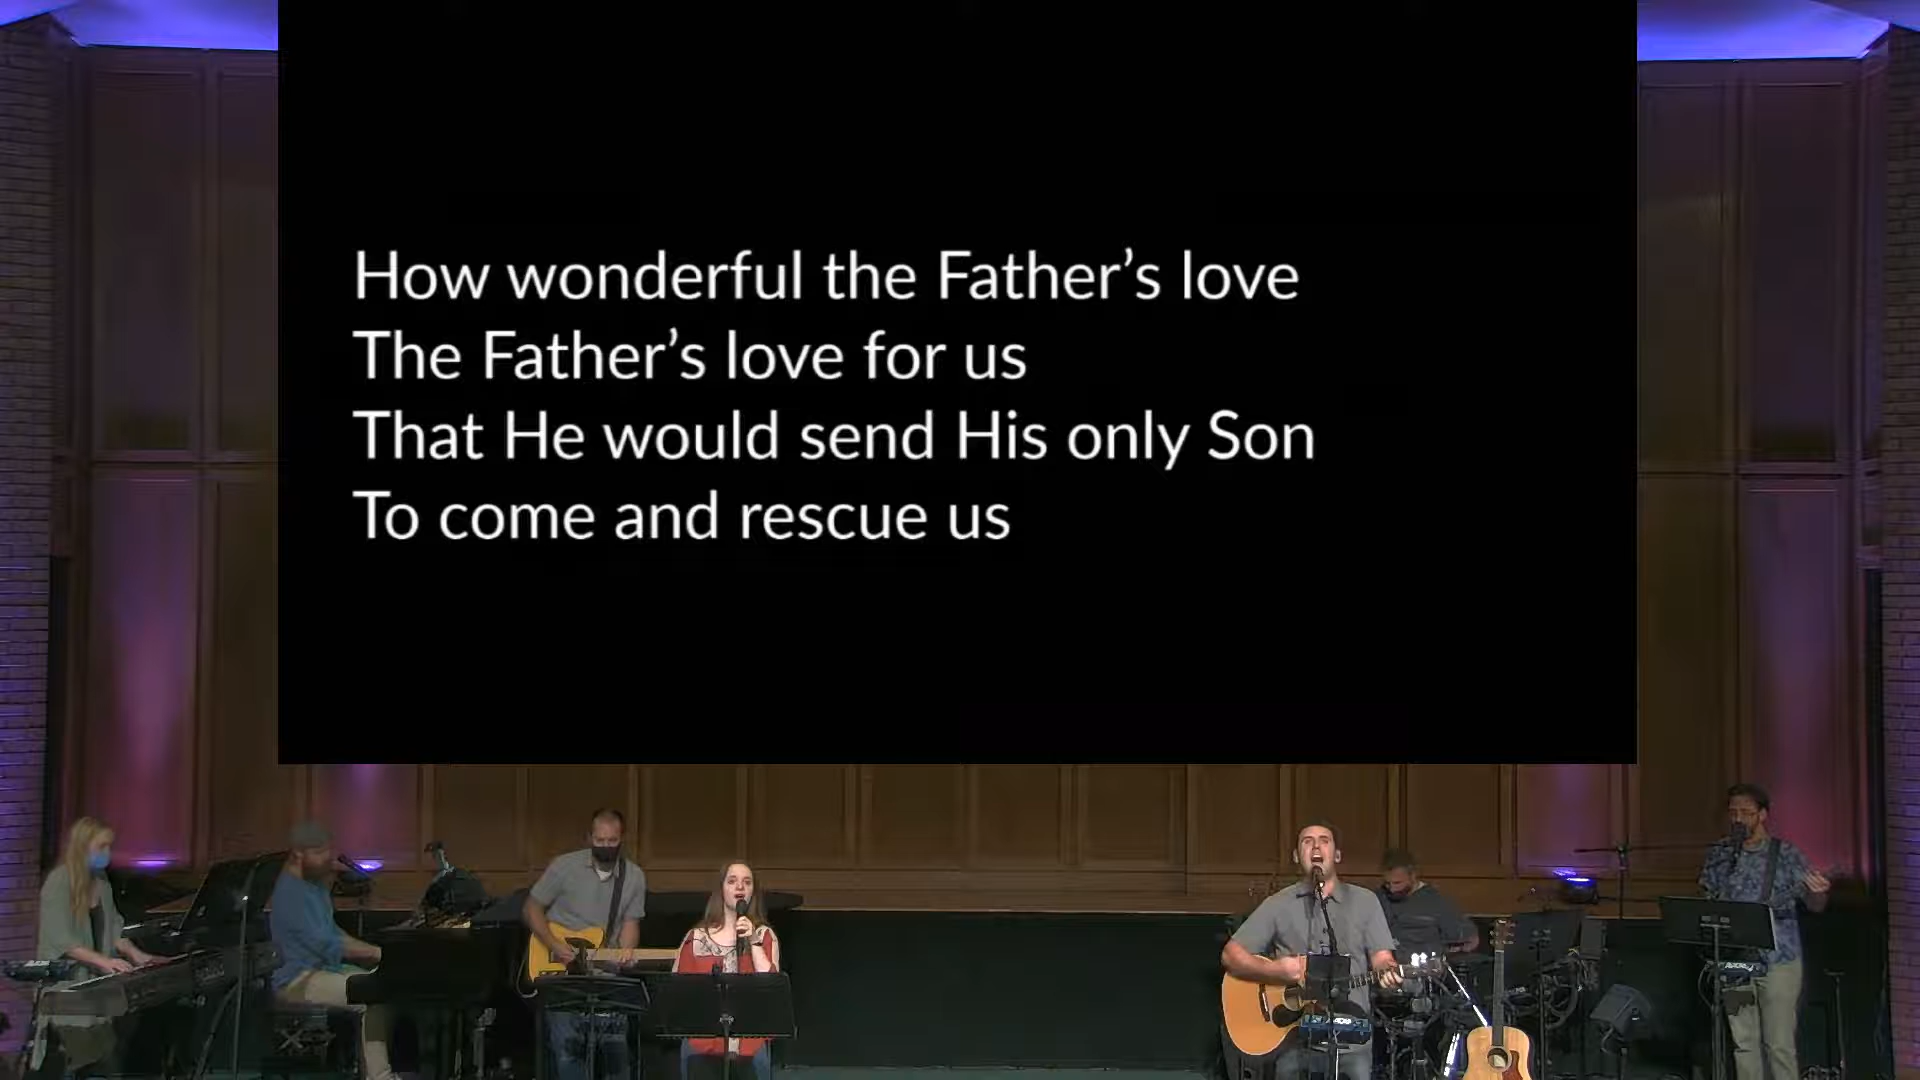 How wonderful the Father’s love
The Father’s love for us
That He would send His only Son
To come and rescue us